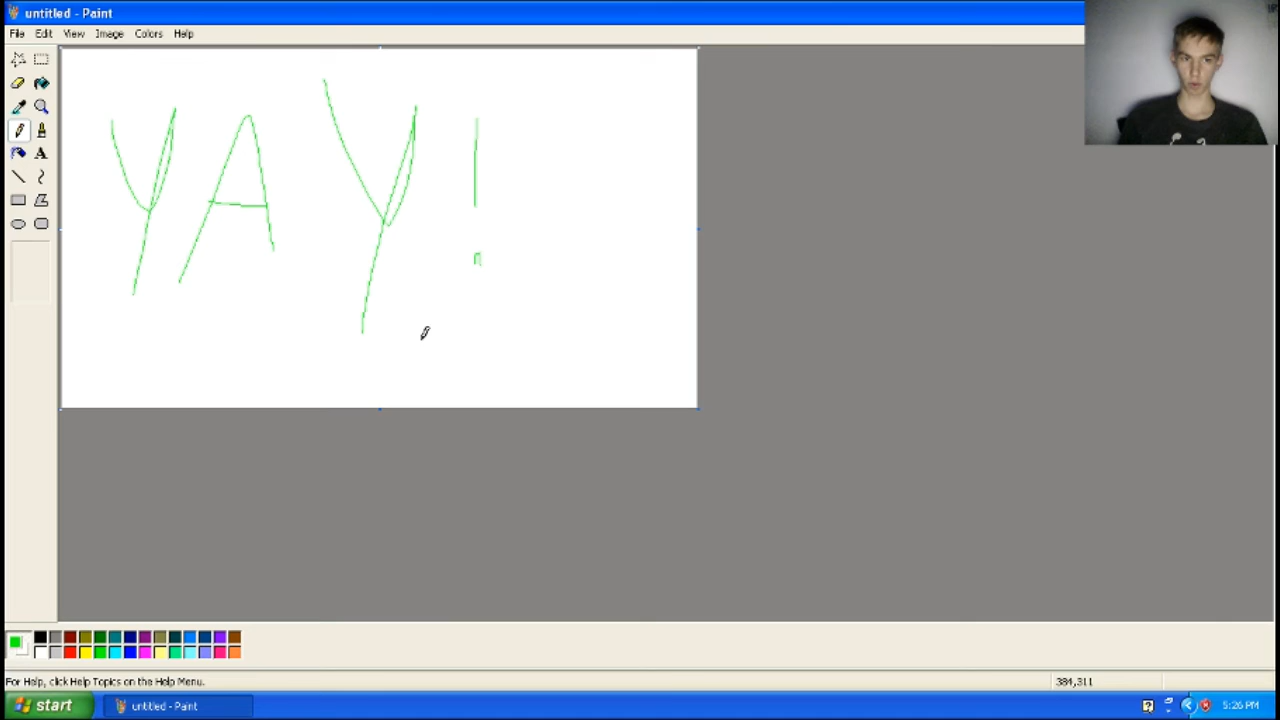 untitled - Paint
File Edit View Image Colors Help
YAY!
For Help, click Help Topics on the Help Menu.
384,311
start
untitled - Paint
5:26 PM